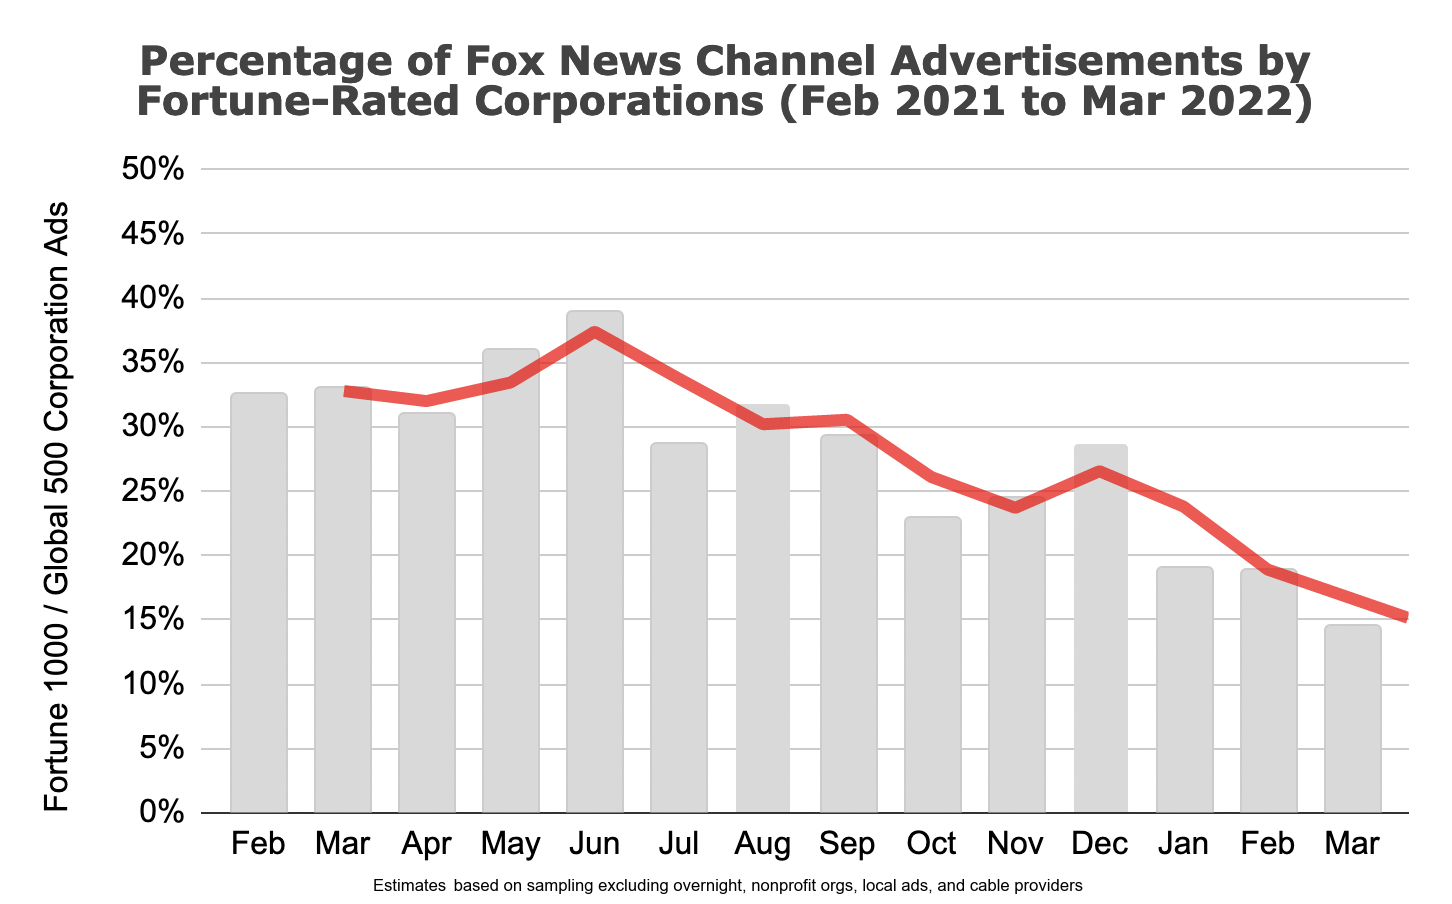 Percentage of Fox News Channel Advertisements by
Fortune-Rated Corporations (Feb 2021 to Mar 2022)
Fortune 1000 / Global 500 Corporation Ads
50%
45%
40%
35%
30%
25%
20%
15%
10%
5%
0%
Feb Mar Apr May Jun Jul Aug Sep Oct Nov Dec Jan Feb Mar
Estimates based on sampling excluding overnight, nonprofit orgs, local ads, and cable providers